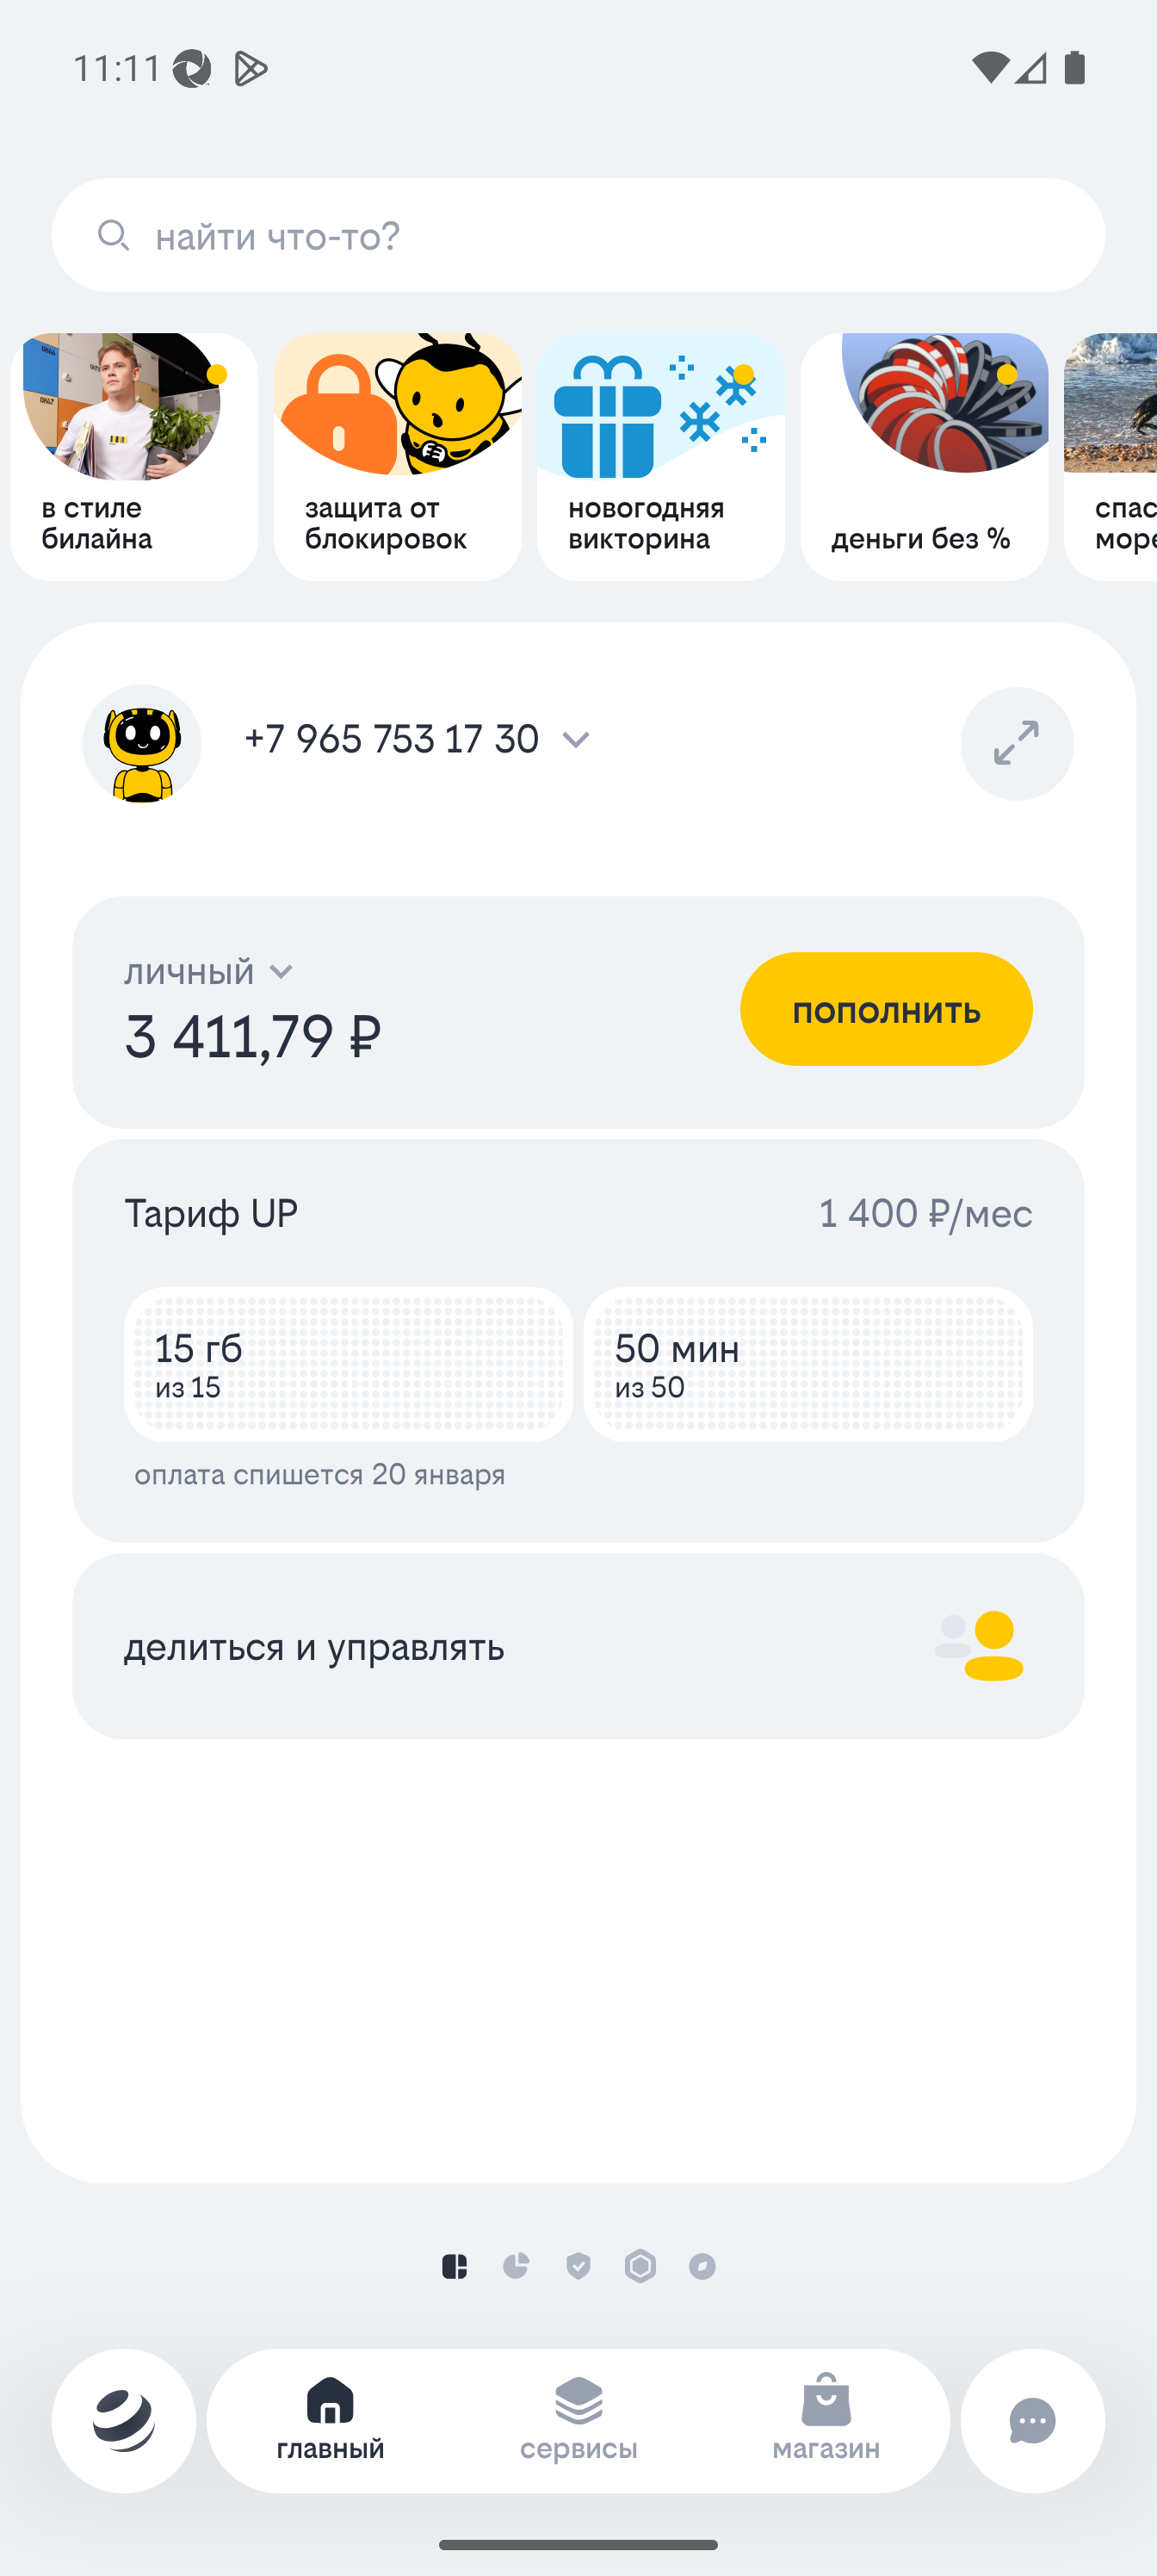 11:11
найти что-то?
в стиле
билайна
защита от
блокировок
новогодняя
викторина
деньги без %
спас
море
+7 965 753 17 30
личный
3 411,79 ₽
пополнить
Тариф UP
1 400 ₽/мес
15 гб
из 15
50 мин
из 50
оплата спишется 20 января
делиться и управлять
главный
сервисы
магазин